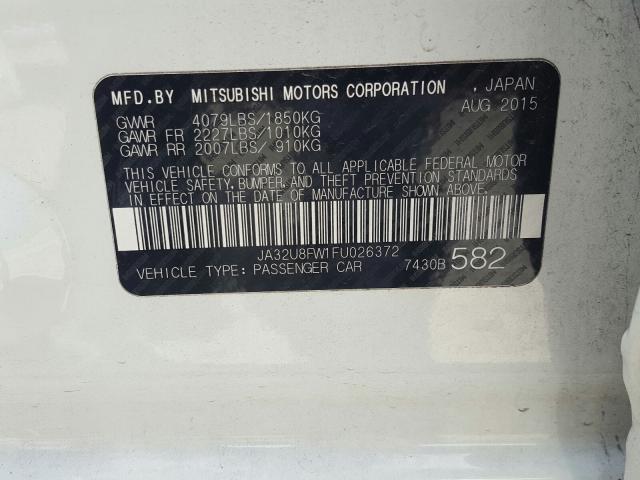 MFD.BY MITSUBISHI MOTORS CORPORATION , JAPAN
AUG 2015
GVWR 4079LBS/1850KG
GAWR FR 2227LBS/1010KG
GAWR RR 2007LBS/ 910KG
THIS VEHICLE CONFORMS TO ALL APPLICABLE FEDERAL MOTOR
VEHICLE SAFETY, BUMPER, AND THEFT PREVENTION STANDARDS
IN EFFECT ON THE DATE OF MANUFACTURE SHOWN ABOVE.
JA32U8FW1FU026372
VEHICLE TYPE: PASSENGER CAR 7430B 582